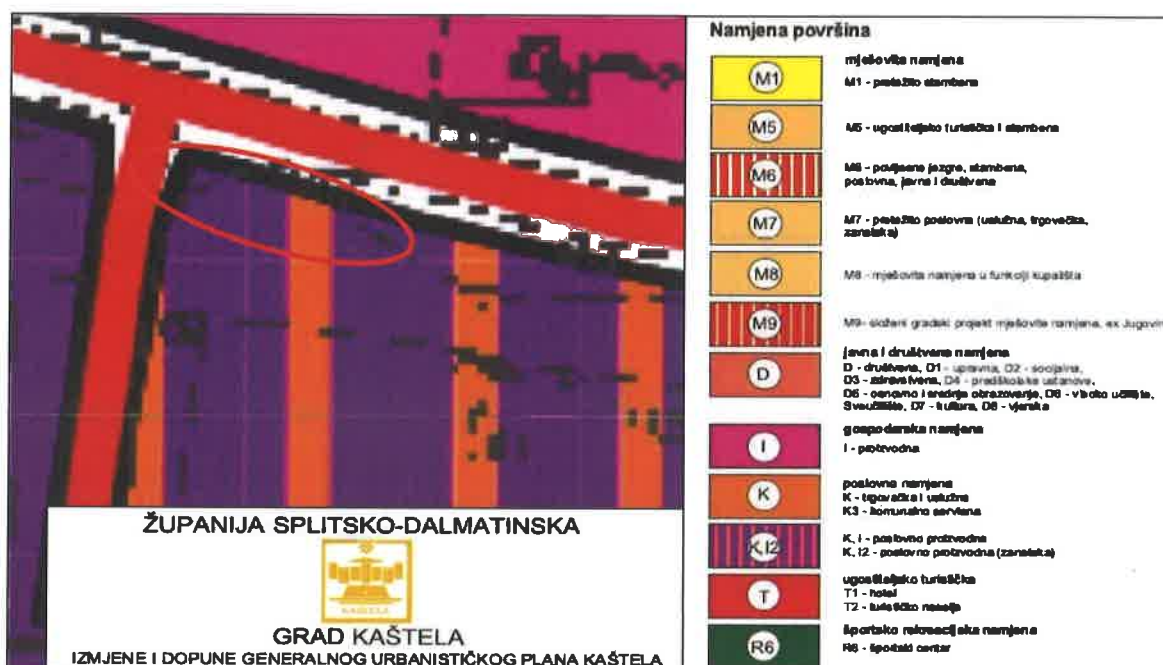 Namjena površina
M1
mješovita namjena
M1 - pretežito stambena
M5
M5 - ugostiteljsko turistička i stambena
M6
M6 - povijesne jezgre, stambena,
poslovna, javna i društvena
M7
M7 - pretežito poslovna (uslužna, trgovačka,
zanatska)
M8
M8 - mješovita namjena u funkciji kupališta
M9
M9- složeni gradski projekt mješovite namjene, ex Jugovin
D
javna i društvena namjena
D - društvena, D1 - upravna, D2 - socijalna,
D3 - zdravstvena, D4 - predškolske ustanove,
D5 - osnovno i srednje obrazovanje, D6 - visoko učilište,
Sveučilište, D7 - kultura, D8 - vjerska
I
gospodarska namjena
I - proizvodna
K
poslovna namjena
K - trgovačka i uslužna
K3 - komunalno servisna
K, I2
K, I - poslovno proizvodna
K, I2 - poslovno proizvodna (zanatska)
T
ugostiteljsko turistička
T1 - hotel
T2 - turističko naselje
R6
športsko rekreacijska namjena
R6 - športski centar
ŽUPANIJA SPLITSKO-DALMATINSKA
KAŠTELA
GRAD KAŠTELA
IZMJENE I DOPUNE GENERALNOG URBANISTIČKOG PLANA KAŠTELA